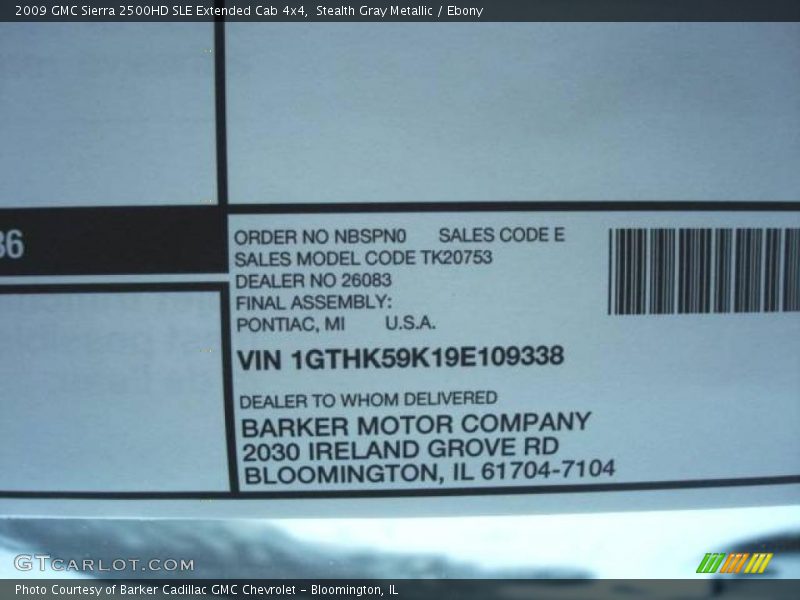 2009 GMC Sierra 2500HD SLE Extended Cab 4x4, Stealth Gray Metallic / Ebony
36
ORDER NO NBSPN0 SALES CODE E
SALES MODEL CODE TK20753
DEALER NO 26083
FINAL ASSEMBLY:
PONTIAC, MI U.S.A.
VIN 1GTHK59K19E109338
DEALER TO WHOM DELIVERED
BARKER MOTOR COMPANY
2030 IRELAND GROVE RD
BLOOMINGTON, IL 61704-7104
GTCARLOT.COM
Photo Courtesy of Barker Cadillac GMC Chevrolet - Bloomington, IL